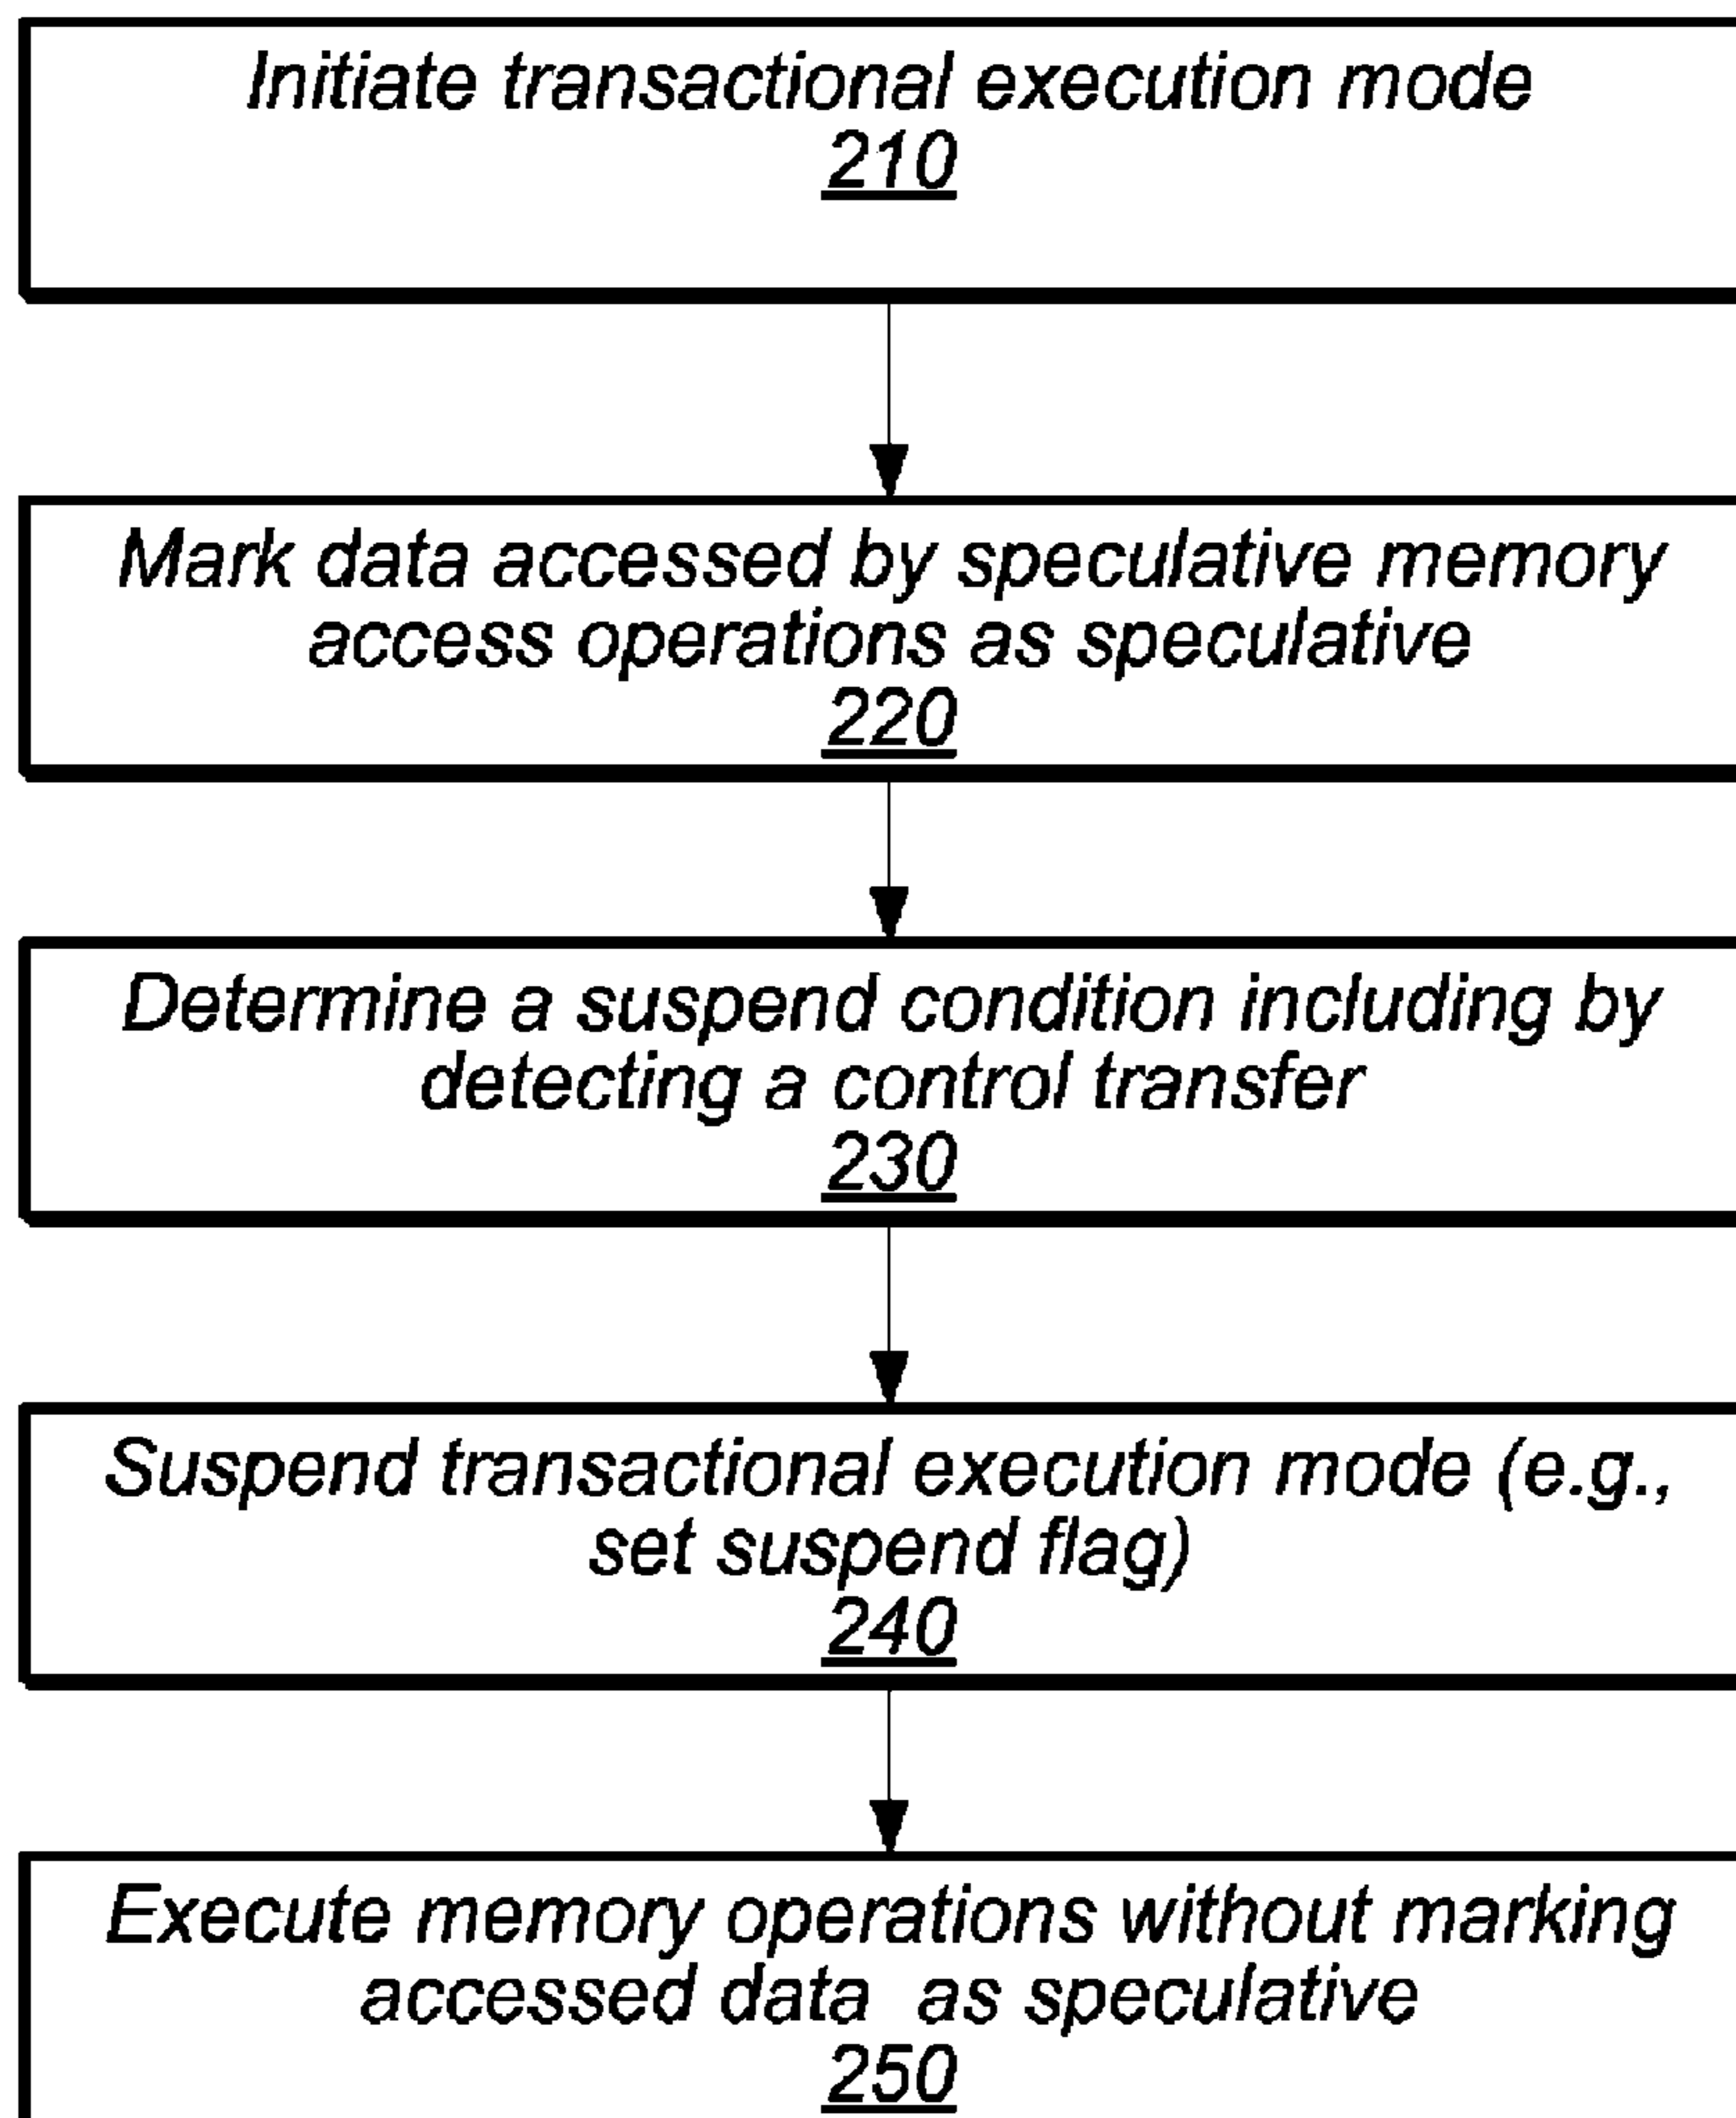 Initiate transactional execution mode
210
Mark data accessed by speculative memory
access operations as speculative
220
Determine a suspend condition including by
detecting a control transfer
230
Suspend transactional execution mode (e.g.,
set suspend flag)
240
Execute memory operations without marking
accessed data as speculative
250